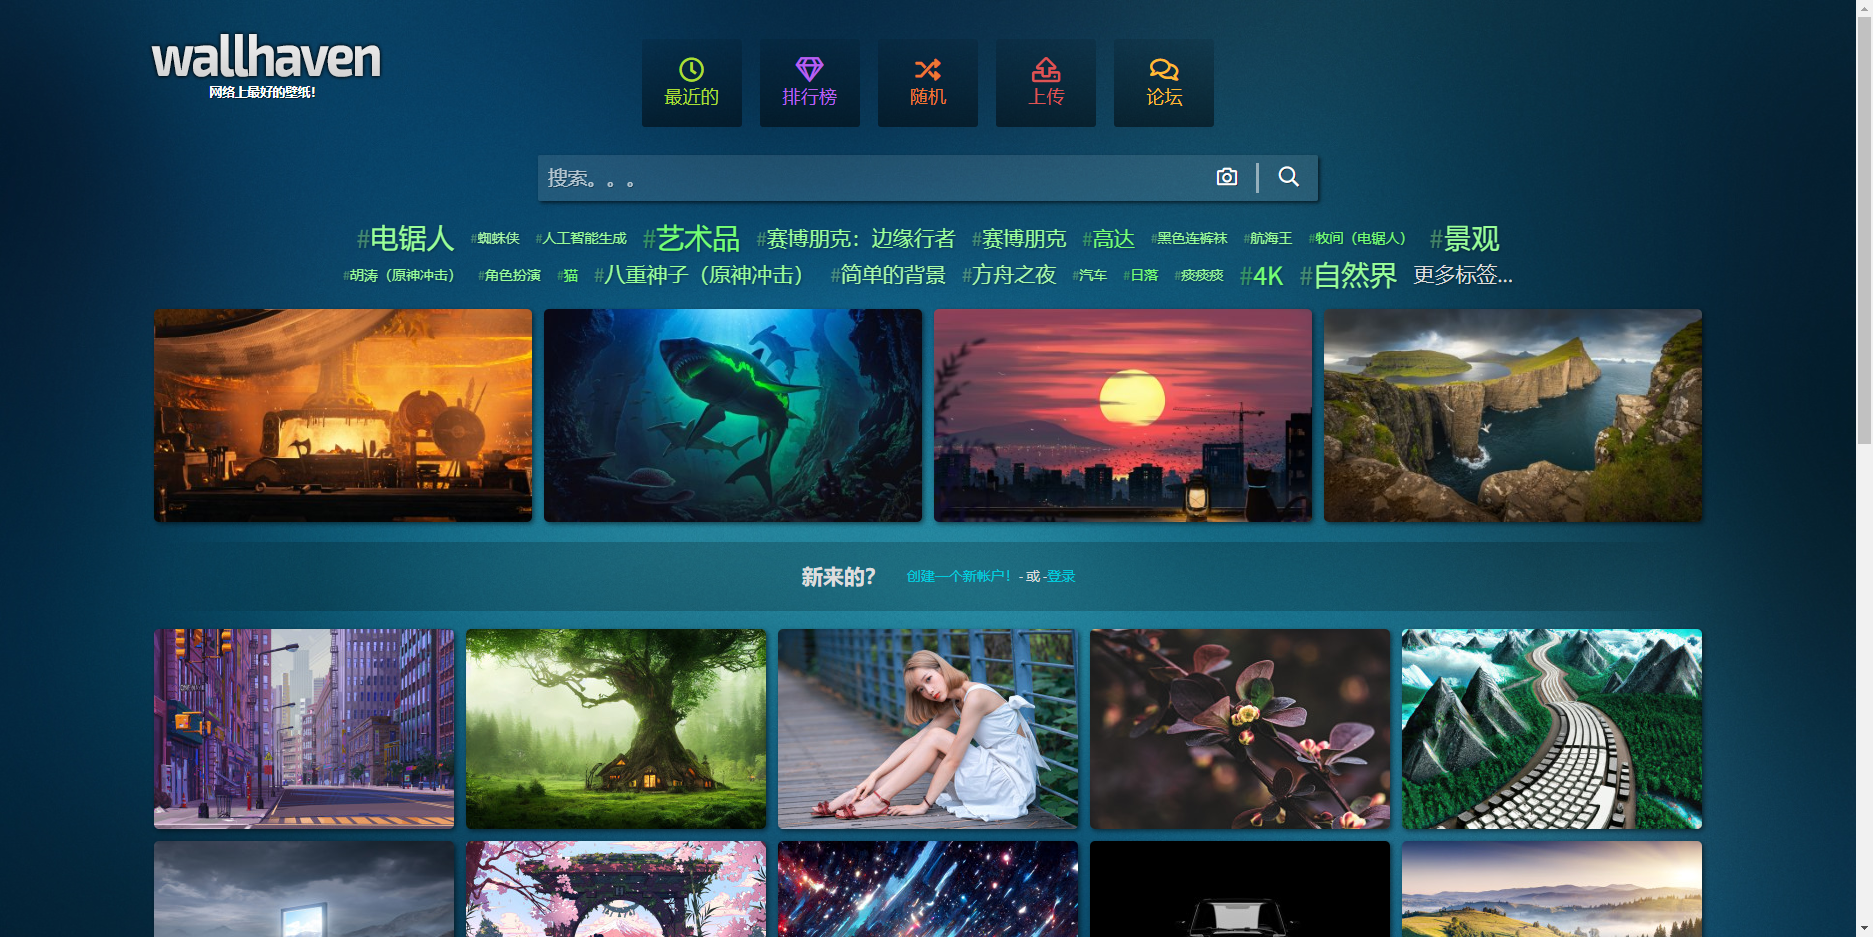 wallhaven
网络上最好的壁纸!
最近的 排行榜 随机 上传 论坛
搜索。。。
#电锯人 #蜘蛛侠 #人工智能生成 #艺术品 #赛博朋克：边缘行者 #赛博朋克 #高达 #黑色连裤袜 #航海王 #牧间（电锯人） #景观
#胡涛（原神冲击） #角色扮演 #猫 #八重神子（原神冲击） #简单的背景 #方舟之夜 #汽车 #日落 #痰痰痰 #4K #自然界 更多标签...
新来的? 创建一个新帐户！- 或 -登录